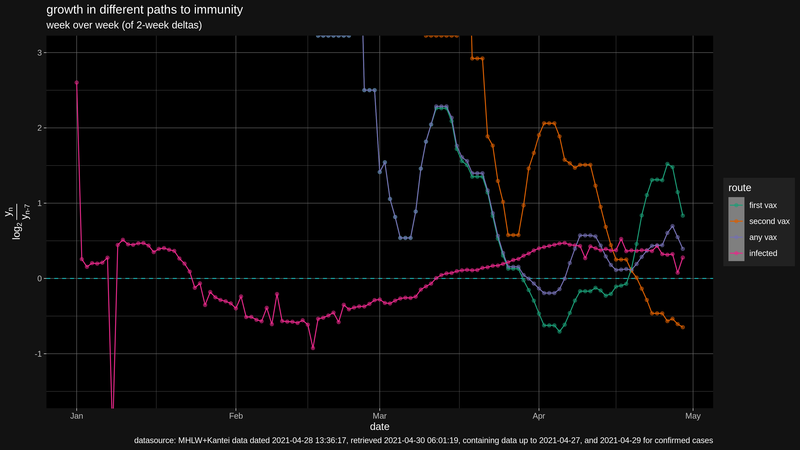 growth in different paths to immunity
week over week (of 2-week deltas)
3
2
1
0
-1
log₂ yₙ / yₙ₋₇
Jan Feb Mar Apr May
date
route
first vax
second vax
any vax
infected
datasource: MHLW+Kantei data dated 2021-04-28 13:36:17, retrieved 2021-04-30 06:01:19, containing data up to 2021-04-27, and 2021-04-29 for confirmed cases